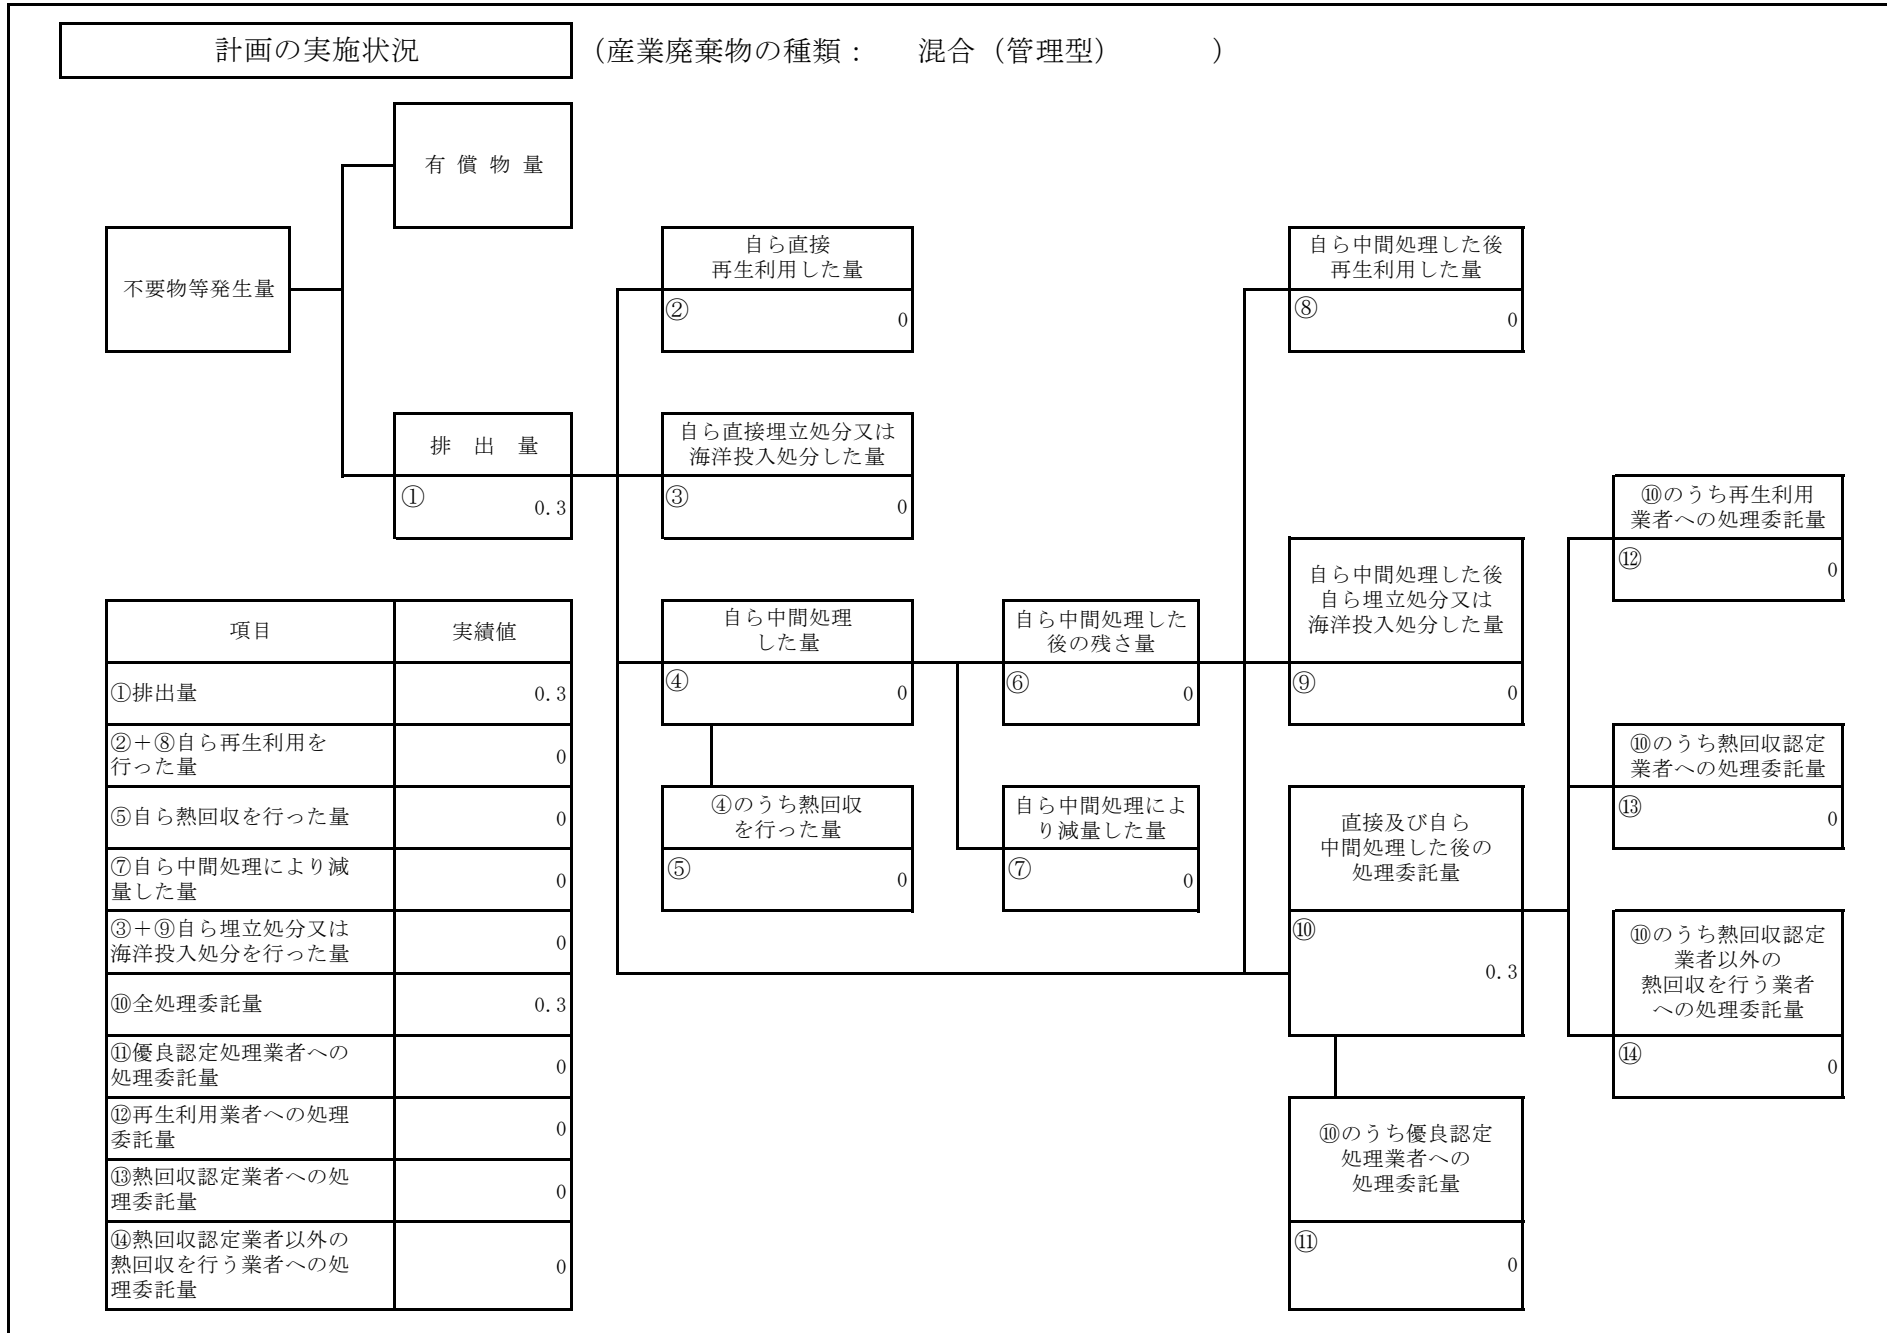 計画の実施状況
（産業廃棄物の種類： 混合（管理型） ）
有 償 物 量
不要物等発生量
自ら直接
再生利用した量
② 0
自ら中間処理した後
再生利用した量
⑧ 0
排 出 量
① 0.3
自ら直接埋立処分又は
海洋投入処分した量
③ 0
⑩のうち再生利用
業者への処理委託量
⑫ 0
自ら中間処理した後
自ら埋立処分又は
海洋投入処分した量
⑨ 0
自ら中間処理
した量
④ 0
自ら中間処理した
後の残さ量
⑥ 0
⑩のうち熱回収認定
業者への処理委託量
⑬ 0
④のうち熱回収
を行った量
⑤ 0
自ら中間処理によ
り減量した量
⑦ 0
直接及び自ら
中間処理した後の
処理委託量
⑩
0.3
⑩のうち熱回収認定
業者以外の
熱回収を行う業者
への処理委託量
⑭ 0
⑩のうち優良認定
処理業者への
処理委託量
⑪ 0
項目 実績値
①排出量 0.3
②＋⑧自ら再生利用を
行った量 0
⑤自ら熱回収を行った量 0
⑦自ら中間処理により減
量した量 0
③＋⑨自ら埋立処分又は
海洋投入処分を行った量 0
⑩全処理委託量 0.3
⑪優良認定処理業者への
処理委託量 0
⑫再生利用業者への処理
委託量 0
⑬熱回収認定業者への処
理委託量 0
⑭熱回収認定業者以外の
熱回収を行う業者への処 0
理委託量